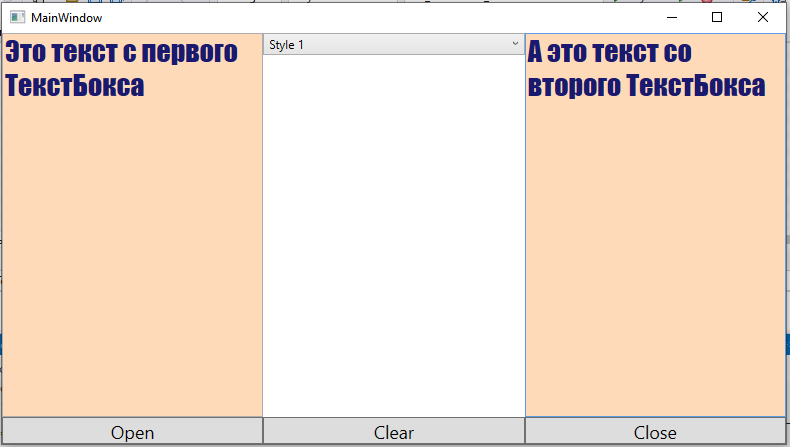 MainWindow
Это текст с первого
ТекстБокса
Style 1
А это текст со
второго ТекстБокса
Open
Clear
Close